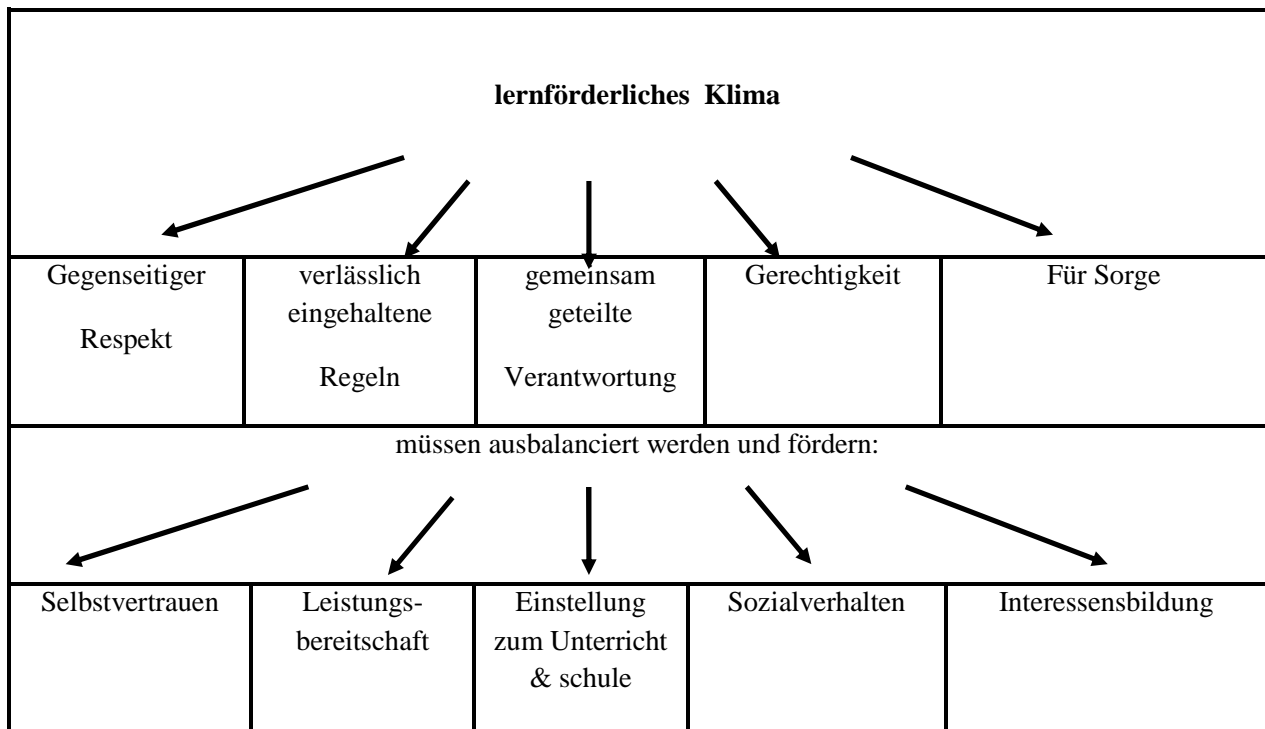 lernförderliches Klima
Gegenseitiger
Respekt
verlässlich
eingehaltene
Regeln
gemeinsam
geteilte
Verantwortung
Gerechtigkeit
Für Sorge
müssen ausbalanciert werden und fördern:
Selbstvertrauen
Leistungs-
bereitschaft
Einstellung
zum Unterricht
& schule
Sozialverhalten
Interessensbildung